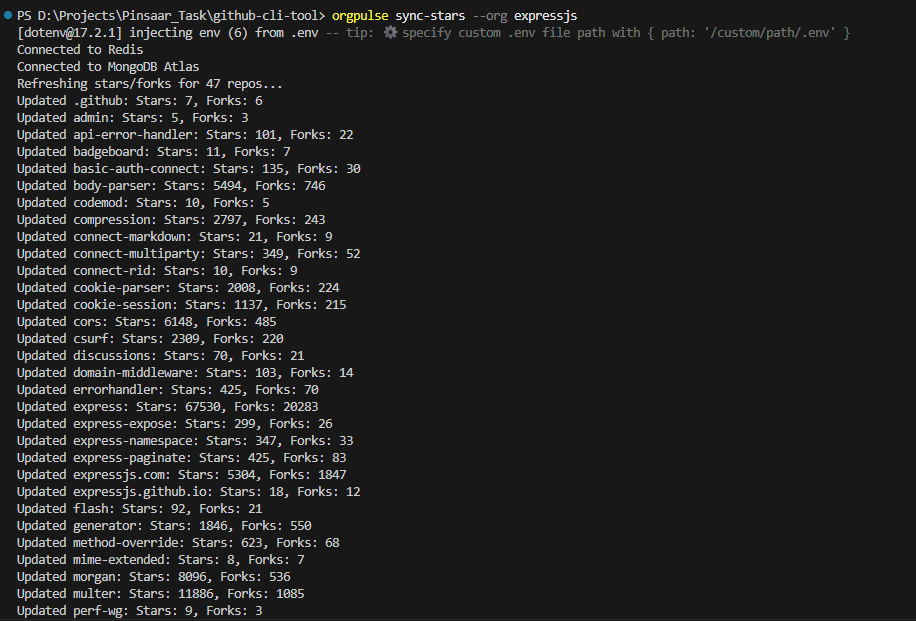 PS D:\Projects\Pinsaar_Task\github-cli-tool> orgpulse sync-stars --org expressjs
[dotenv@17.2.1] injecting env (6) from .env -- tip: ⚙️ specify custom .env file path with { path: '/custom/path/.env' }
Connected to Redis
Connected to MongoDB Atlas
Refreshing stars/forks for 47 repos...
Updated .github: Stars: 7, Forks: 6
Updated admin: Stars: 5, Forks: 3
Updated api-error-handler: Stars: 101, Forks: 22
Updated badgeboard: Stars: 11, Forks: 7
Updated basic-auth-connect: Stars: 135, Forks: 30
Updated body-parser: Stars: 5494, Forks: 746
Updated codemod: Stars: 10, Forks: 5
Updated compression: Stars: 2797, Forks: 243
Updated connect-markdown: Stars: 21, Forks: 9
Updated connect-multiparty: Stars: 349, Forks: 52
Updated connect-rid: Stars: 10, Forks: 9
Updated cookie-parser: Stars: 2008, Forks: 224
Updated cookie-session: Stars: 1137, Forks: 215
Updated cors: Stars: 6148, Forks: 485
Updated csurf: Stars: 2309, Forks: 220
Updated discussions: Stars: 70, Forks: 21
Updated domain-middleware: Stars: 103, Forks: 14
Updated errorhandler: Stars: 425, Forks: 70
Updated express: Stars: 67530, Forks: 20283
Updated express-expose: Stars: 299, Forks: 26
Updated express-namespace: Stars: 347, Forks: 33
Updated express-paginate: Stars: 425, Forks: 83
Updated expressjs.com: Stars: 5304, Forks: 1847
Updated expressjs.github.io: Stars: 18, Forks: 12
Updated flash: Stars: 92, Forks: 21
Updated generator: Stars: 1846, Forks: 550
Updated method-override: Stars: 623, Forks: 68
Updated mime-extended: Stars: 8, Forks: 7
Updated morgan: Stars: 8096, Forks: 536
Updated multer: Stars: 11886, Forks: 1085
Updated perf-wg: Stars: 9, Forks: 3